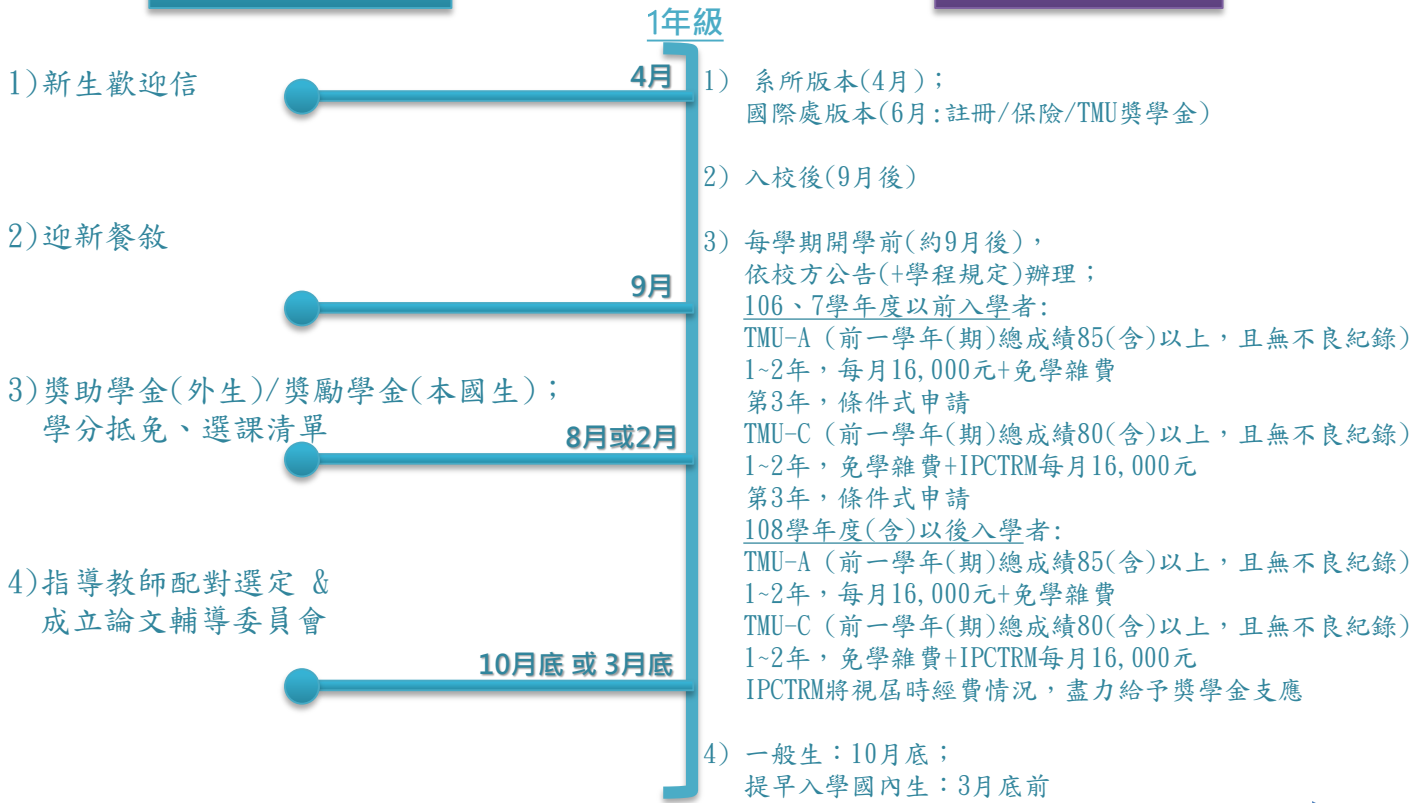 1年級
1)新生歡迎信
4月
2)迎新餐敘
9月
3)獎助學金(外生)/獎勵學金(本國生)；
學分抵免、選課清單
8月或2月
4)指導教師配對選定 &
成立論文輔導委員會
10月底 或 3月底
1) 系所版本(4月)；
國際處版本(6月:註冊/保險/TMU獎學金)
2) 入校後(9月後)
3) 每學期開學前(約9月後)，
依校方公告(+學程規定)辦理；
106、7學年度以前入學者:
TMU-A (前一學年(期)總成績85(含)以上，且無不良紀錄)
1~2年，每月16,000元+免學雜費
第3年，條件式申請
TMU-C (前一學年(期)總成績80(含)以上，且無不良紀錄)
1~2年，免學雜費+IPCTRM每月16,000元
第3年，條件式申請
108學年度(含)以後入學者:
TMU-A (前一學年(期)總成績85(含)以上，且無不良紀錄)
1~2年，每月16,000元+免學雜費
TMU-C (前一學年(期)總成績80(含)以上，且無不良紀錄)
1~2年，免學雜費+IPCTRM每月16,000元
IPCTRM將視屆時經費情況，盡力給予獎學金支應
4) 一般生：10月底；
提早入學國內生：3月底前